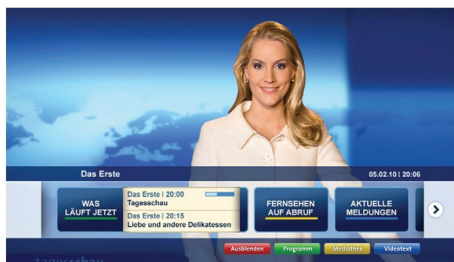 Das Erste
05.02.10 | 20:06
WAS
LÄUFT JETZT
Das Erste | 20:00
Tagesschau
Das Erste | 20:15
Liebe und andere Delikatessen
FERNSEHEN
AUF ABRUF
AKTUELLE
MELDUNGEN
Ausblenden
Programm
Mediathek
Videotext
tagesschau